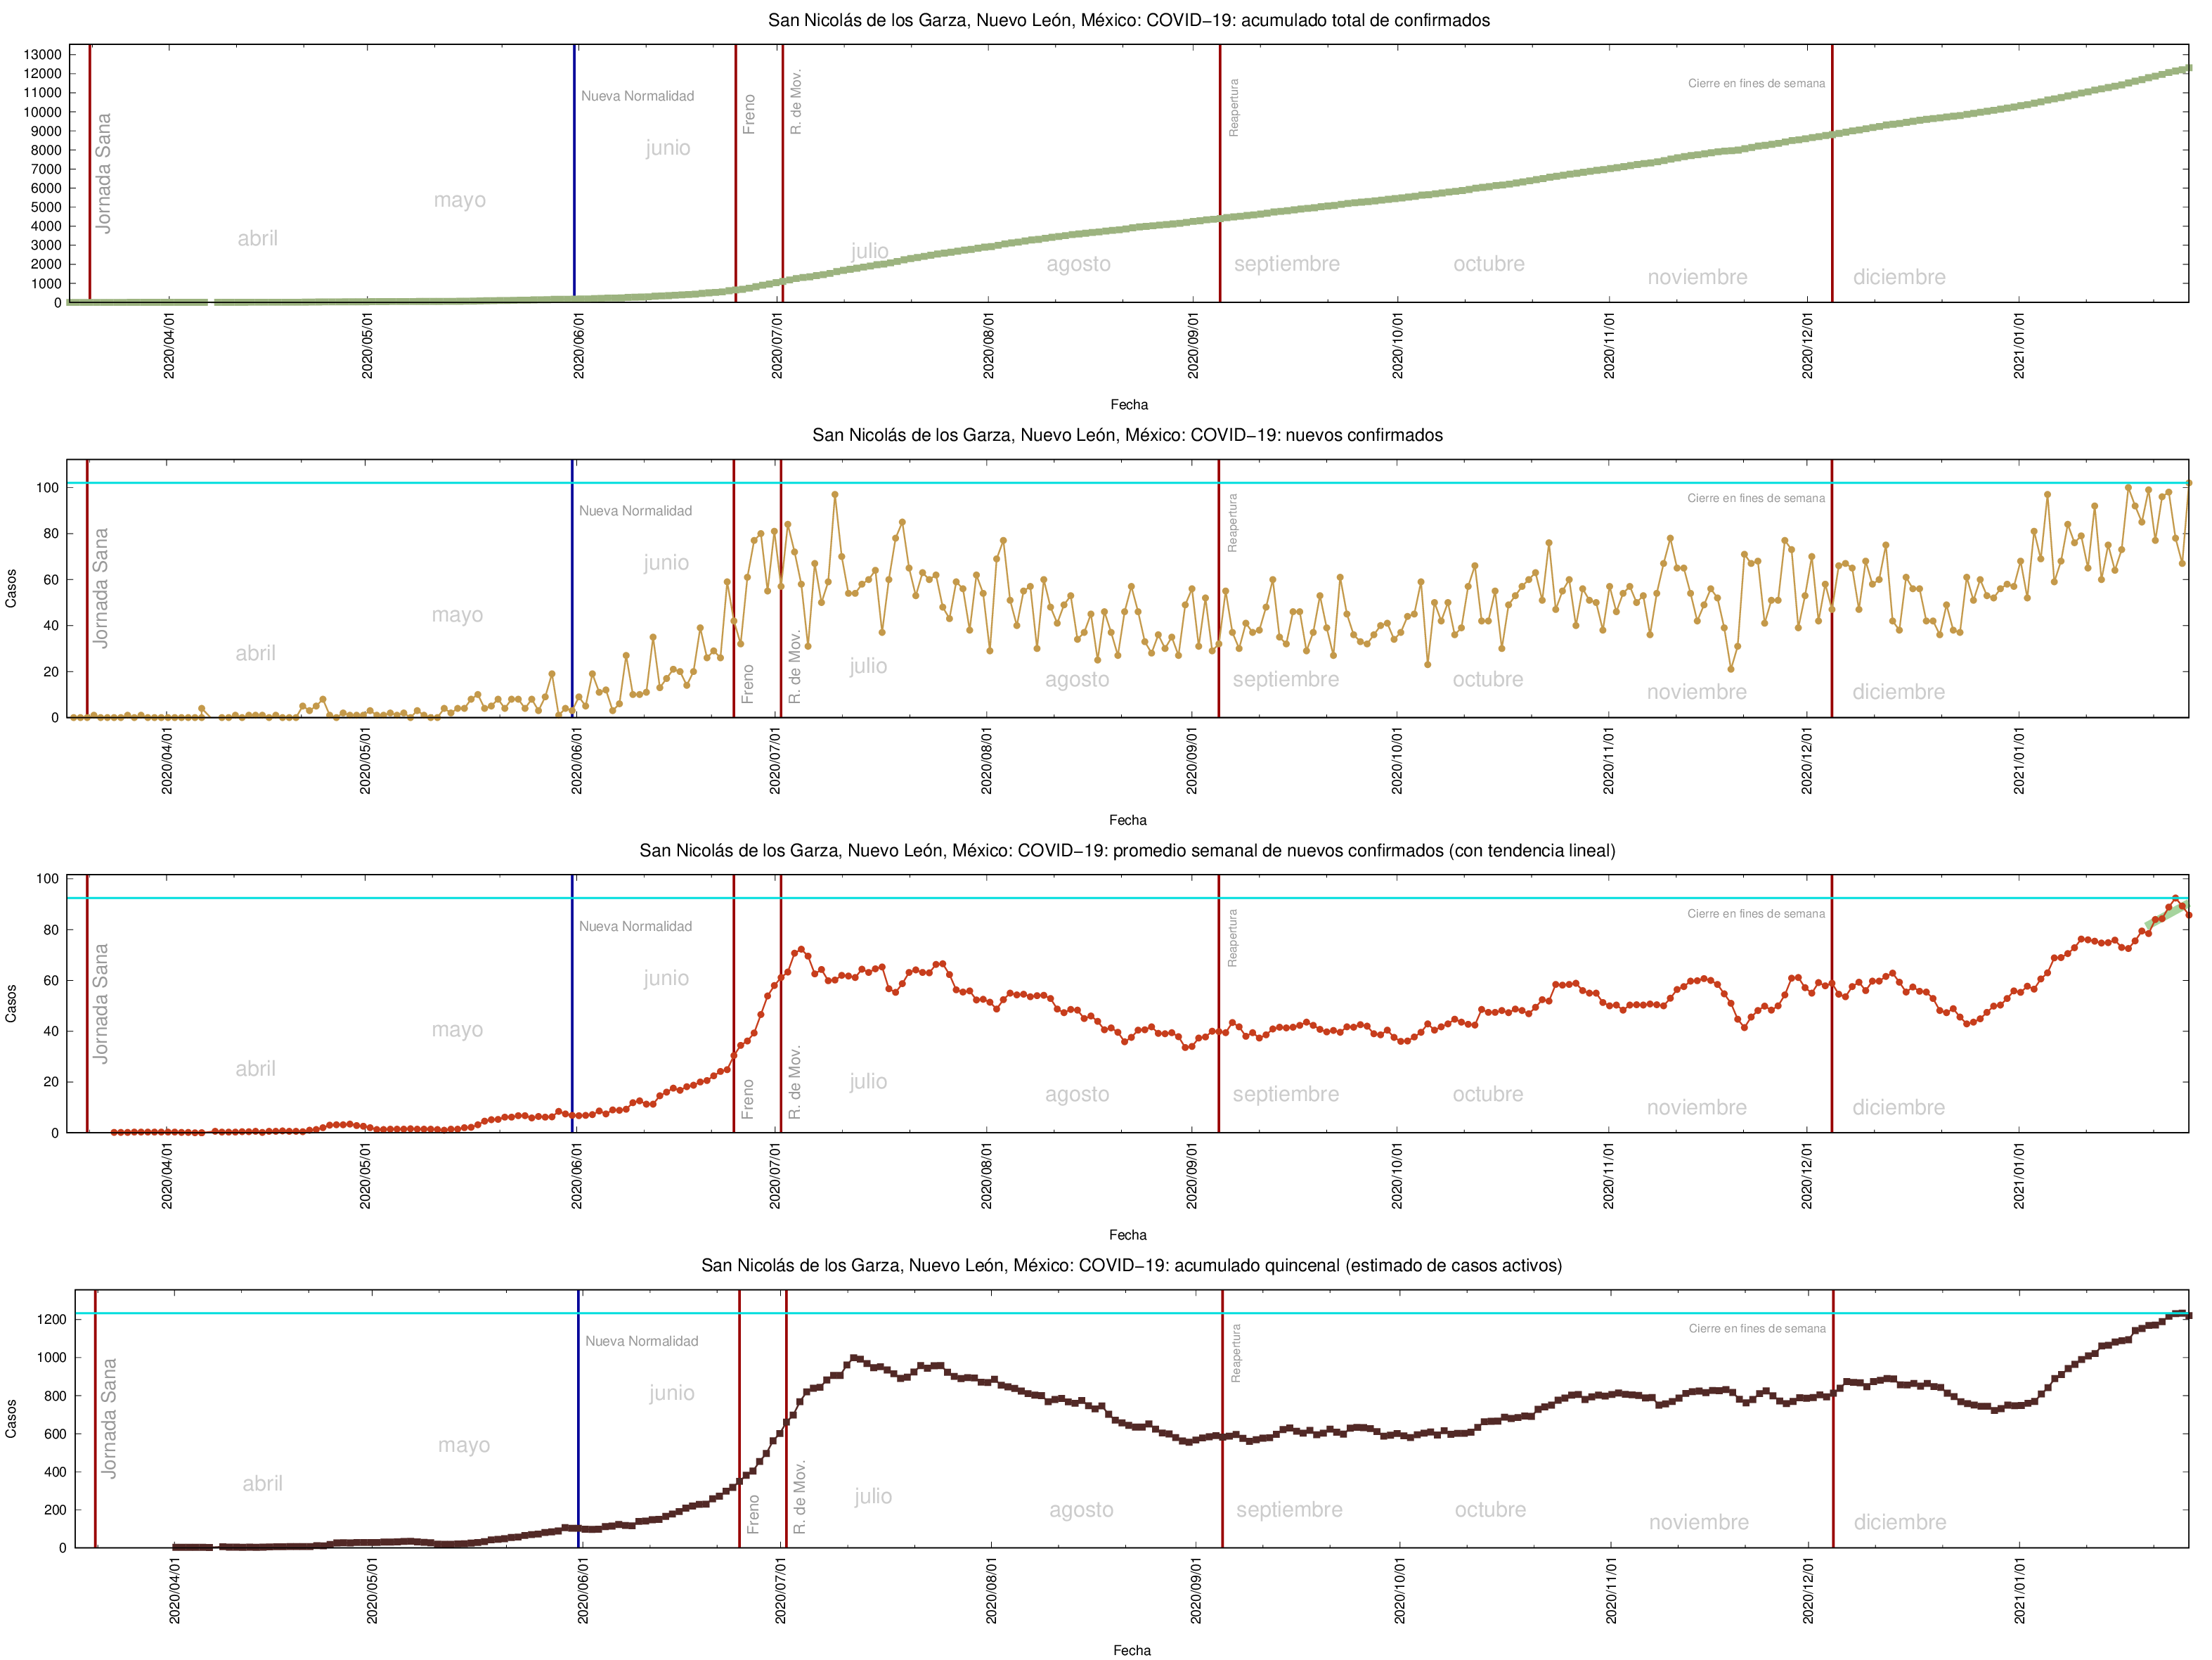 San Nicolás de los Garza, Nuevo León, México: COVID−19: acumulado total de confirmados
13000
12000
11000
10000
9000
8000
7000
6000
5000
4000
3000
2000
1000
0
Jornada Sana
abril
mayo
Nueva Normalidad
junio
Freno
R. de Mov.
julio
agosto
Reapertura
septiembre
octubre
noviembre
Cierre en fines de semana
diciembre
2020/04/01
2020/05/01
2020/06/01
2020/07/01
2020/08/01
2020/09/01
2020/10/01
2020/11/01
2020/12/01
2021/01/01
Fecha
San Nicolás de los Garza, Nuevo León, México: COVID−19: nuevos confirmados
Casos
100
80
60
40
20
0
Jornada Sana
abril
mayo
Nueva Normalidad
junio
Freno
R. de Mov.
julio
agosto
Reapertura
septiembre
octubre
noviembre
Cierre en fines de semana
diciembre
2020/04/01
2020/05/01
2020/06/01
2020/07/01
2020/08/01
2020/09/01
2020/10/01
2020/11/01
2020/12/01
2021/01/01
Fecha
San Nicolás de los Garza, Nuevo León, México: COVID−19: promedio semanal de nuevos confirmados (con tendencia lineal)
Casos
100
80
60
40
20
0
Jornada Sana
abril
mayo
Nueva Normalidad
junio
Freno
R. de Mov.
julio
agosto
Reapertura
septiembre
octubre
noviembre
Cierre en fines de semana
diciembre
2020/04/01
2020/05/01
2020/06/01
2020/07/01
2020/08/01
2020/09/01
2020/10/01
2020/11/01
2020/12/01
2021/01/01
Fecha
San Nicolás de los Garza, Nuevo León, México: COVID−19: acumulado quincenal (estimado de casos activos)
Casos
1200
1000
800
600
400
200
0
Jornada Sana
abril
mayo
Nueva Normalidad
junio
Freno
R. de Mov.
julio
agosto
Reapertura
septiembre
octubre
noviembre
Cierre en fines de semana
diciembre
2020/04/01
2020/05/01
2020/06/01
2020/07/01
2020/08/01
2020/09/01
2020/10/01
2020/11/01
2020/12/01
2021/01/01
Fecha